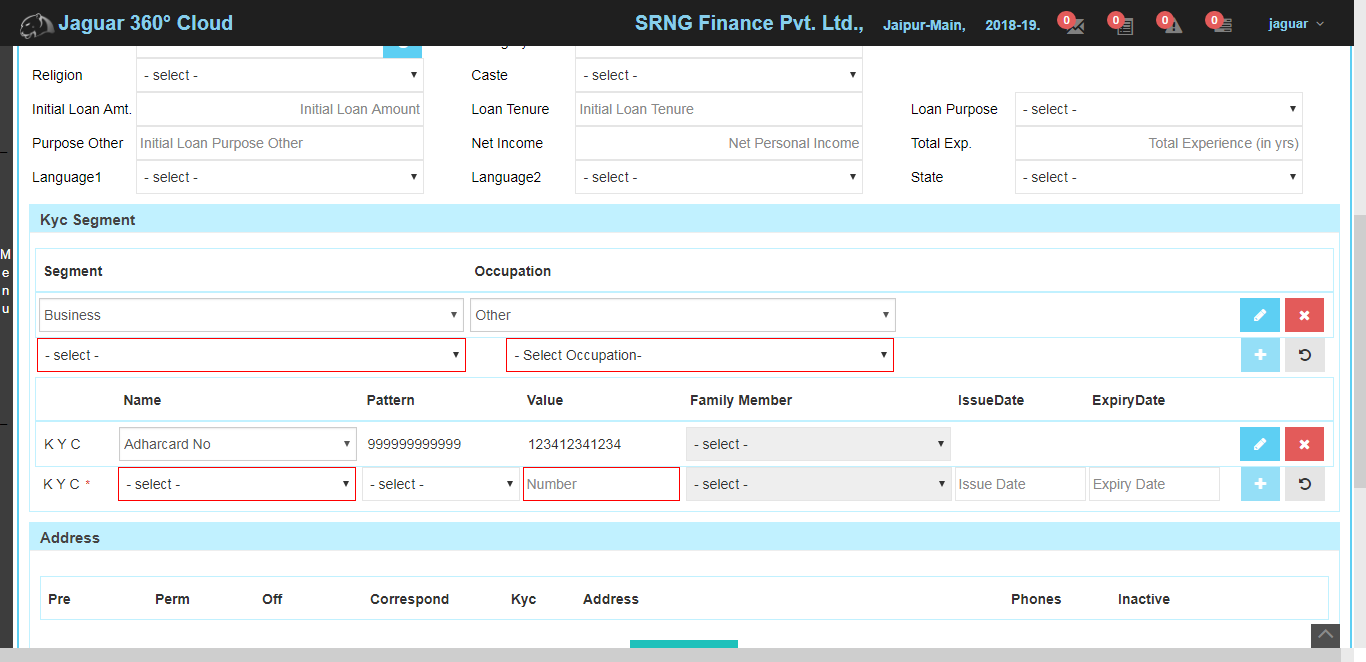 Jaguar 360° Cloud SRNG Finance Pvt. Ltd., Jaipur-Main, 2018-19. 0 0 0 0 jaguar
Religion - select - Caste - select -
Initial Loan Amt. Initial Loan Amount Loan Tenure Initial Loan Tenure Loan Purpose - select -
Purpose Other Initial Loan Purpose Other Net Income Net Personal Income Total Exp. Total Experience (in yrs)
Language1 - select - Language2 - select - State - select -
Kyc Segment
Menu
Segment Occupation
Business Other
- select - - Select Occupation-
Name Pattern Value Family Member IssueDate ExpiryDate
K Y C Adharcard No 999999999999 123412341234 - select -
K Y C * - select - - select - Number - select - Issue Date Expiry Date
Address
Pre Perm Off Correspond Kyc Address Phones Inactive